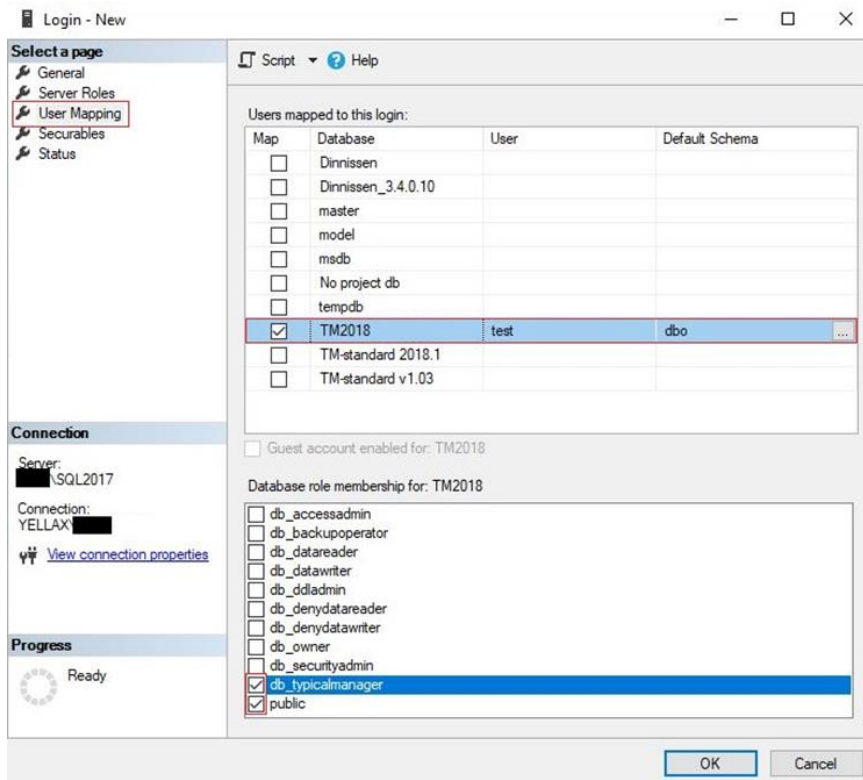 Login - New
Select a page
General
Server Roles
User Mapping
Securables
Status
Script Help
Users mapped to this login:
Map Database User Default Schema
Dinnissen
Dinnissen_3.4.0.10
master
model
msdb
No project db
tempdb
TM2018 test dbo ...
TM-standard 2018.1
TM-standard v1.03
Guest account enabled for: TM2018
Database role membership for: TM2018
db_accessadmin
db_backupoperator
db_datareader
db_datawriter
db_ddladmin
db_denydatareader
db_denydatawriter
db_owner
db_securityadmin
db_typicalmanager
public
Connection
Server:
\SQL2017
Connection:
YELLAX\
View connection properties
Progress
Ready
OK Cancel